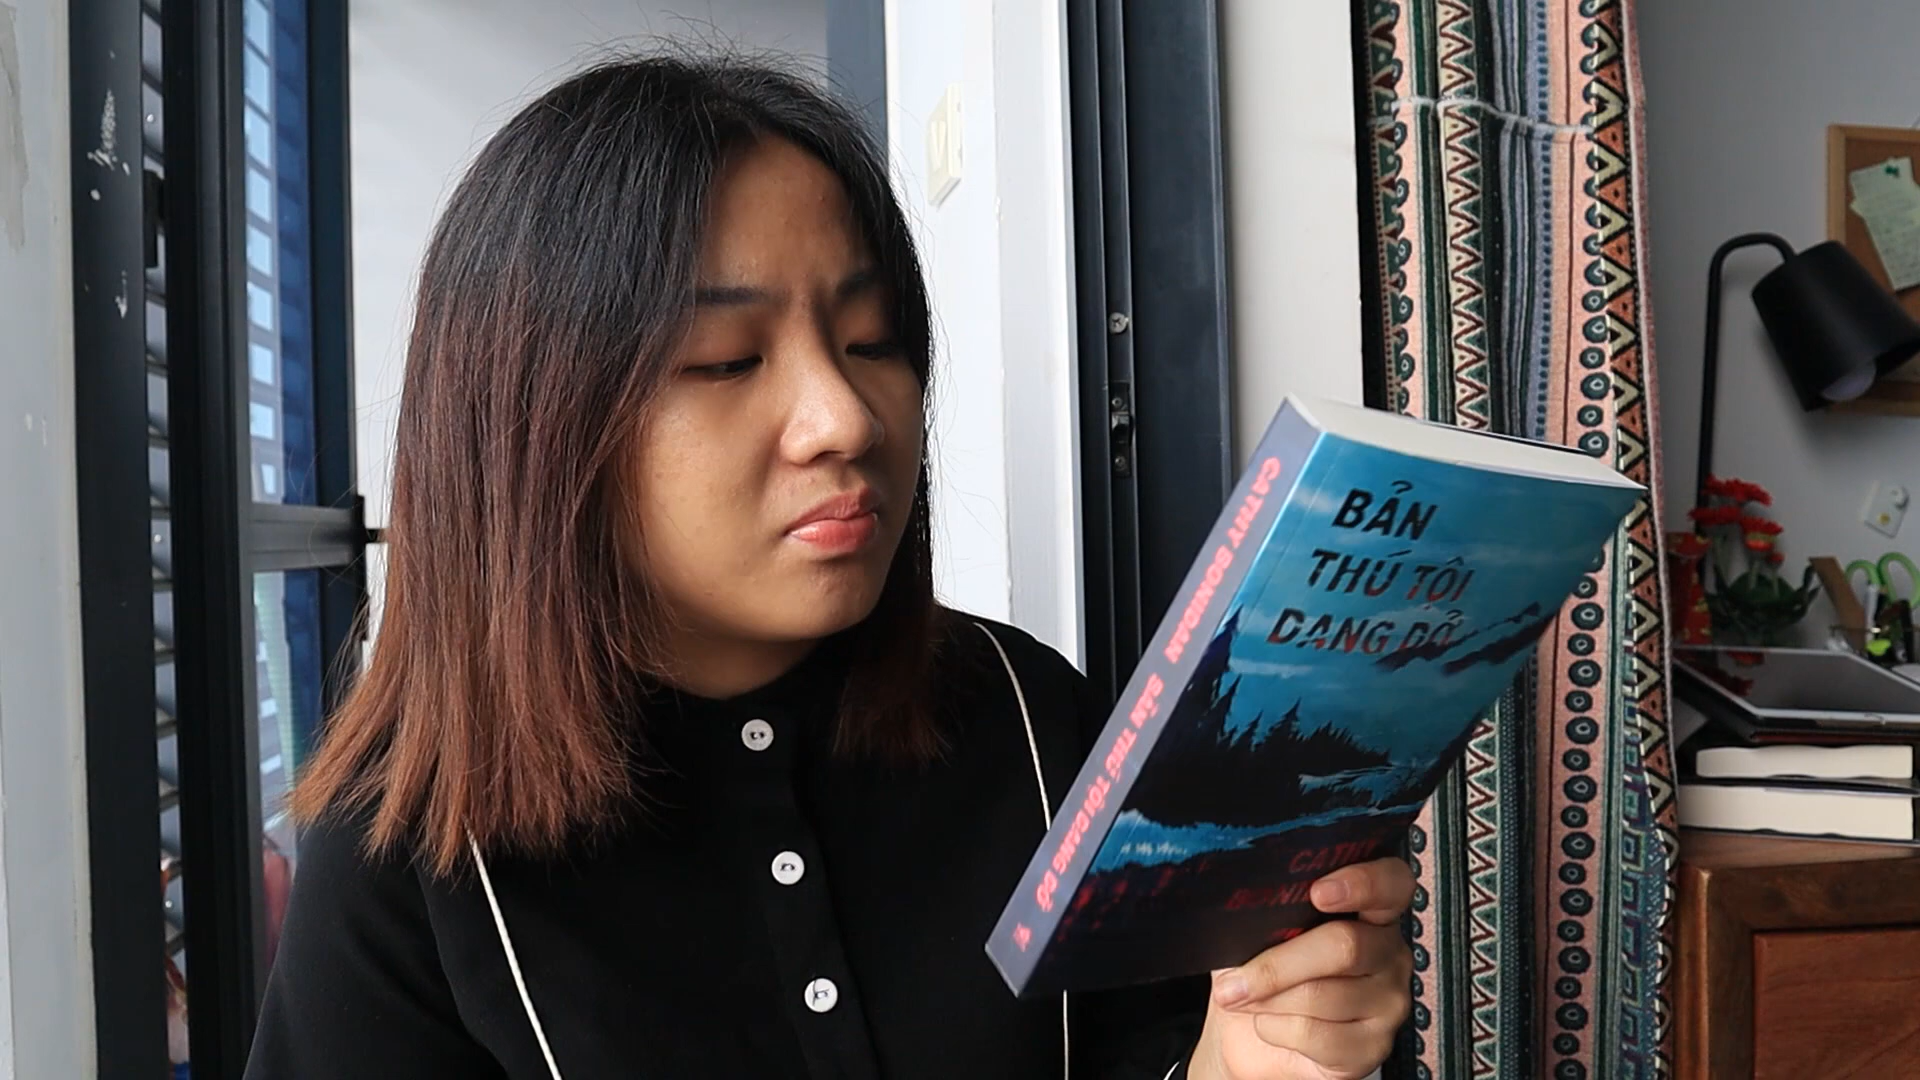 BẢN
THÚ TỘI
DANG DỞ
CATHY
CATHY BONIDAN BẢN THÚ TỘI DANG DỞ